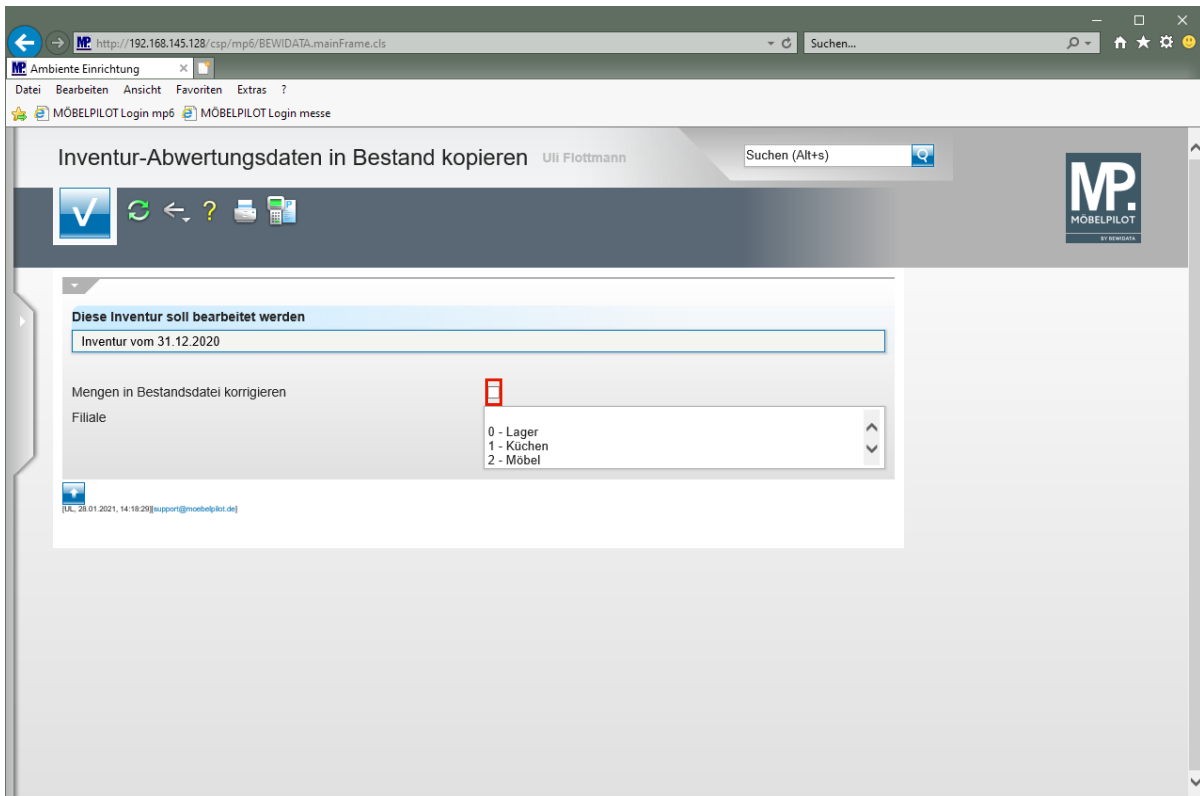 http://192.168.145.128/csp/mp6/BEWIDATA.mainFrame.cls
Suchen...
MP. Ambiente Einrichtung
Datei Bearbeiten Ansicht Favoriten Extras ?
MÖBELPILOT Login mp6 MÖBELPILOT Login messe
Inventur-Abwertungsdaten in Bestand kopieren Uli Flottmann
Suchen (Alt+s)
MP.
MÖBELPILOT
BY BEWIDATA
Diese Inventur soll bearbeitet werden
Inventur vom 31.12.2020
Mengen in Bestandsdatei korrigieren
Filiale
0 - Lager
1 - Küchen
2 - Möbel
[UL, 28.01.2021, 14:18:29][support@moebelpilot.de]